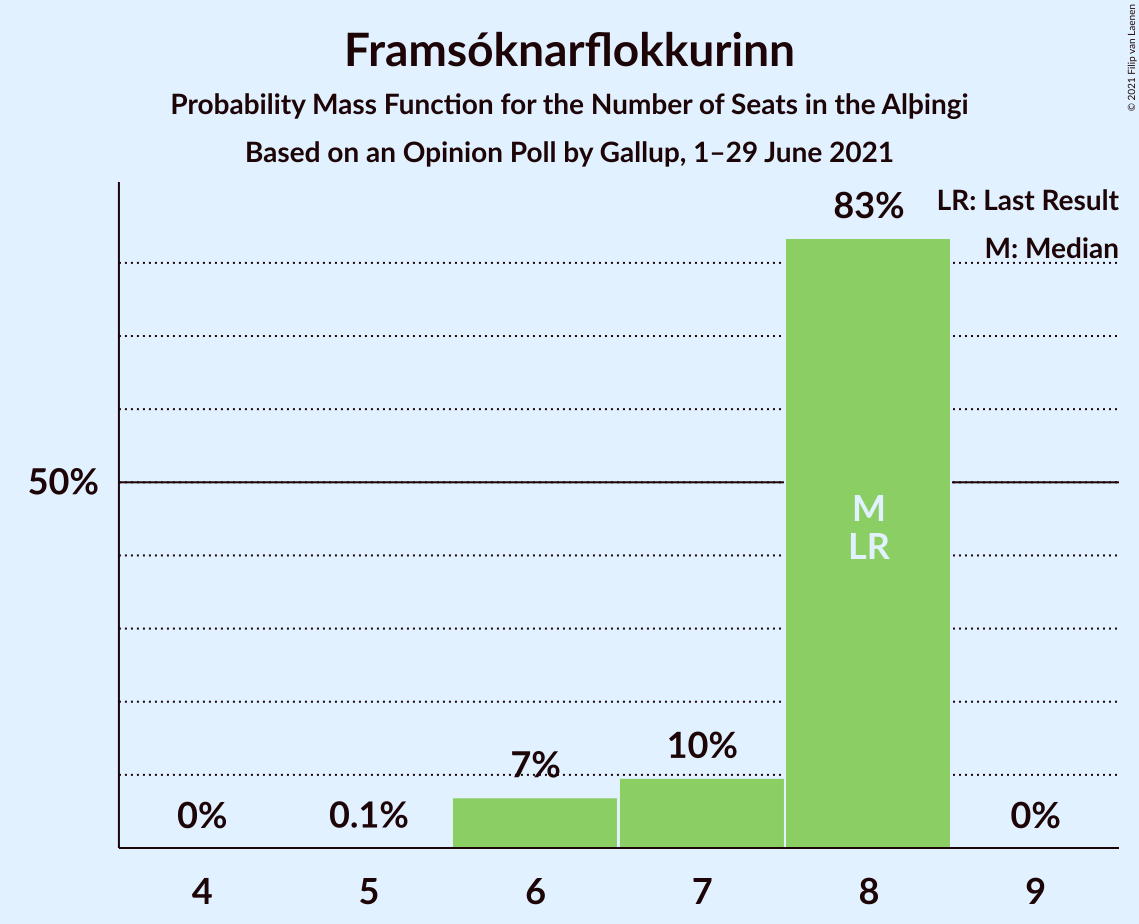 Framsóknarflokkurinn
Probability Mass Function for the Number of Seats in the Alþingi
Based on an Opinion Poll by Gallup, 1–29 June 2021
© 2021 Filip van Laenen
LR: Last Result
M: Median
83%
50%
M
LR
10%
7%
0%
0.1%
0%
4
5
6
7
8
9